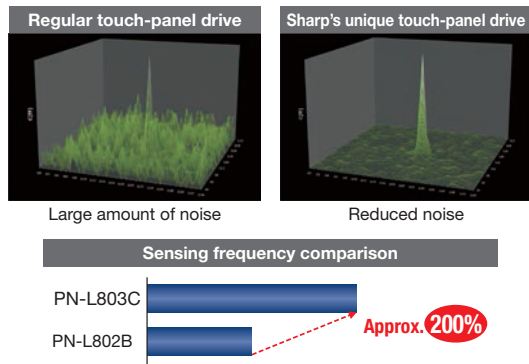 Regular touch-panel drive
Sharp's unique touch-panel drive
Large amount of noise
Reduced noise
Sensing frequency comparison
PN-L803C
PN-L802B
Approx. 200%